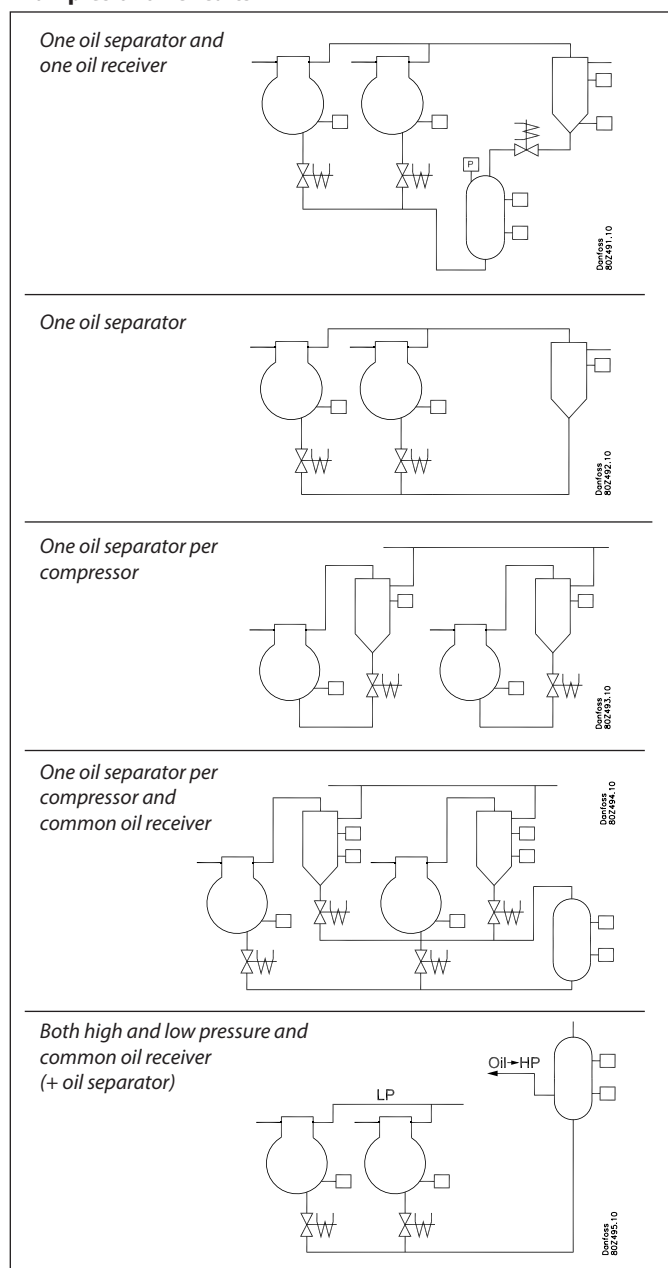 One oil separator and
one oil receiver
P
Danfoss
80Z491.10
One oil separator
Danfoss
80Z492.10
One oil separator per
compressor
Danfoss
80Z493.10
One oil separator per
compressor and
common oil receiver
Danfoss
80Z494.10
Both high and low pressure and
common oil receiver
(+ oil separator)
Oil→HP
LP
Danfoss
80Z495.10